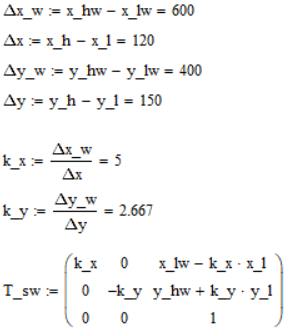 Δx_w := x_hw − x_lw = 600
Δx := x_h − x_l = 120
Δy_w := y_hw − y_lw = 400
Δy := y_h − y_l = 150
k_x := Δx_w / Δx = 5
k_y := Δy_w / Δy = 2.667
T_sw := ( k_x 0 x_lw − k_x · x_l
0 −k_y y_hw + k_y · y_l
0 0 1 )